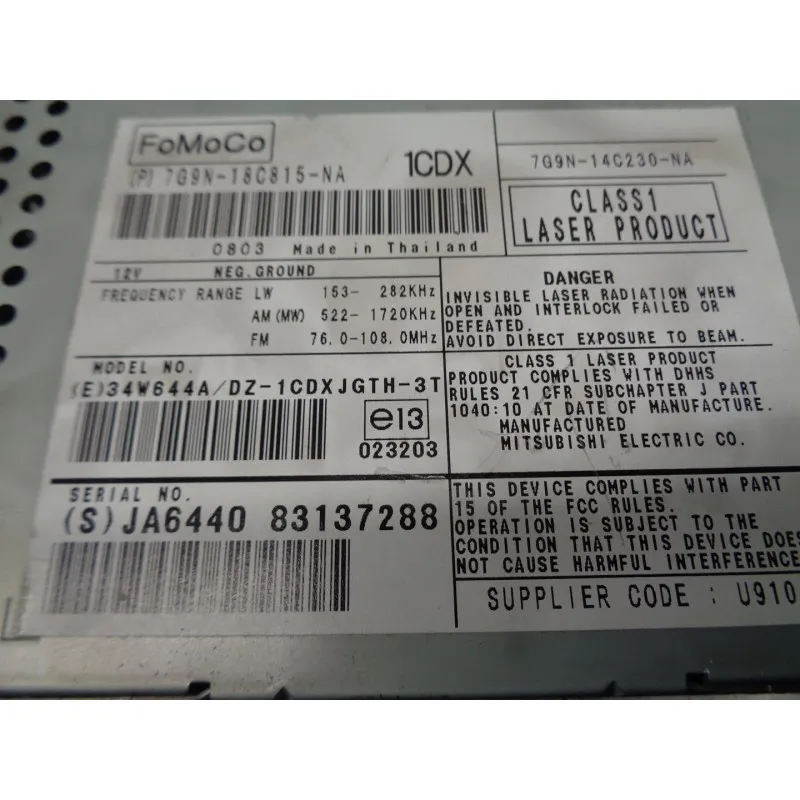 FoMoCo
(P) 7G9N-18C815-NA
1CDX
0803 Made in Thailand
12V NEG.GROUND
FREQUENCY RANGE LW 153- 282KHz
AM (MW) 522- 1720KHz
FM 76.0-108.0MHz
MODEL NO.
(E)34W644A/DZ-1CDXJGTH-3T
e13
023203
SERIAL NO.
(S)JA6440 83137288
7G9N-14C230-NA
CLASS1
LASER PRODUCT
DANGER
INVISIBLE LASER RADIATION WHEN
OPEN AND INTERLOCK FAILED OR
DEFEATED.
AVOID DIRECT EXPOSURE TO BEAM.
CLASS 1 LASER PRODUCT
PRODUCT COMPLIES WITH DHHS
RULES 21 CFR SUBCHAPTER J PART
1040:10 AT DATE OF MANUFACTURE.
MANUFACTURED
MITSUBISHI ELECTRIC CO.
THIS DEVICE COMPLIES WITH PART
15 OF THE FCC RULES.
OPERATION IS SUBJECT TO THE
CONDITION THAT THIS DEVICE DOES
NOT CAUSE HARMFUL INTERFERENCE
SUPPLIER CODE : U910